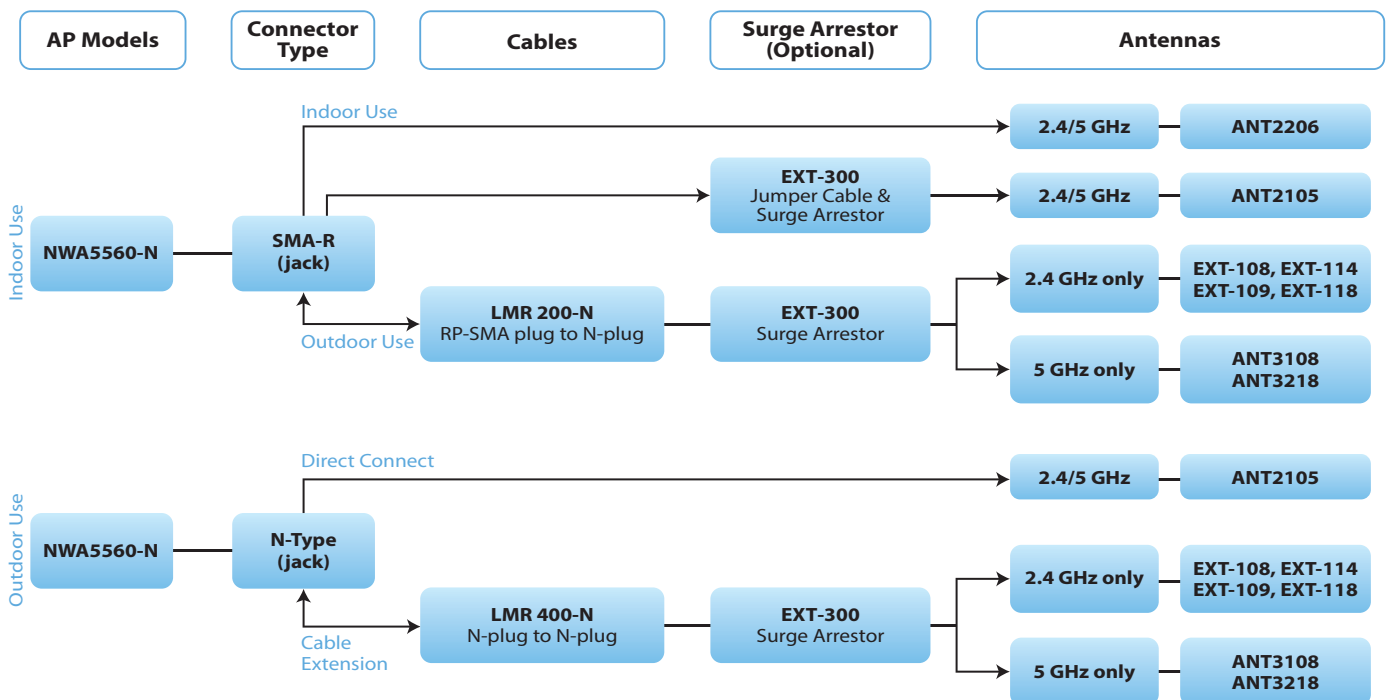 AP Models
Connector
Type
Cables
Surge Arrestor
(Optional)
Antennas
Indoor Use
NWA5560-N
SMA-R
(jack)
Indoor Use
2.4/5 GHz
ANT2206
EXT-300
Jumper Cable &
Surge Arrestor
2.4/5 GHz
ANT2105
Outdoor Use
LMR 200-N
RP-SMA plug to N-plug
EXT-300
Surge Arrestor
2.4 GHz only
EXT-108, EXT-114
EXT-109, EXT-118
5 GHz only
ANT3108
ANT3218
Outdoor Use
NWA5560-N
N-Type
(jack)
Direct Connect
2.4/5 GHz
ANT2105
Cable
Extension
LMR 400-N
N-plug to N-plug
EXT-300
Surge Arrestor
2.4 GHz only
EXT-108, EXT-114
EXT-109, EXT-118
5 GHz only
ANT3108
ANT3218